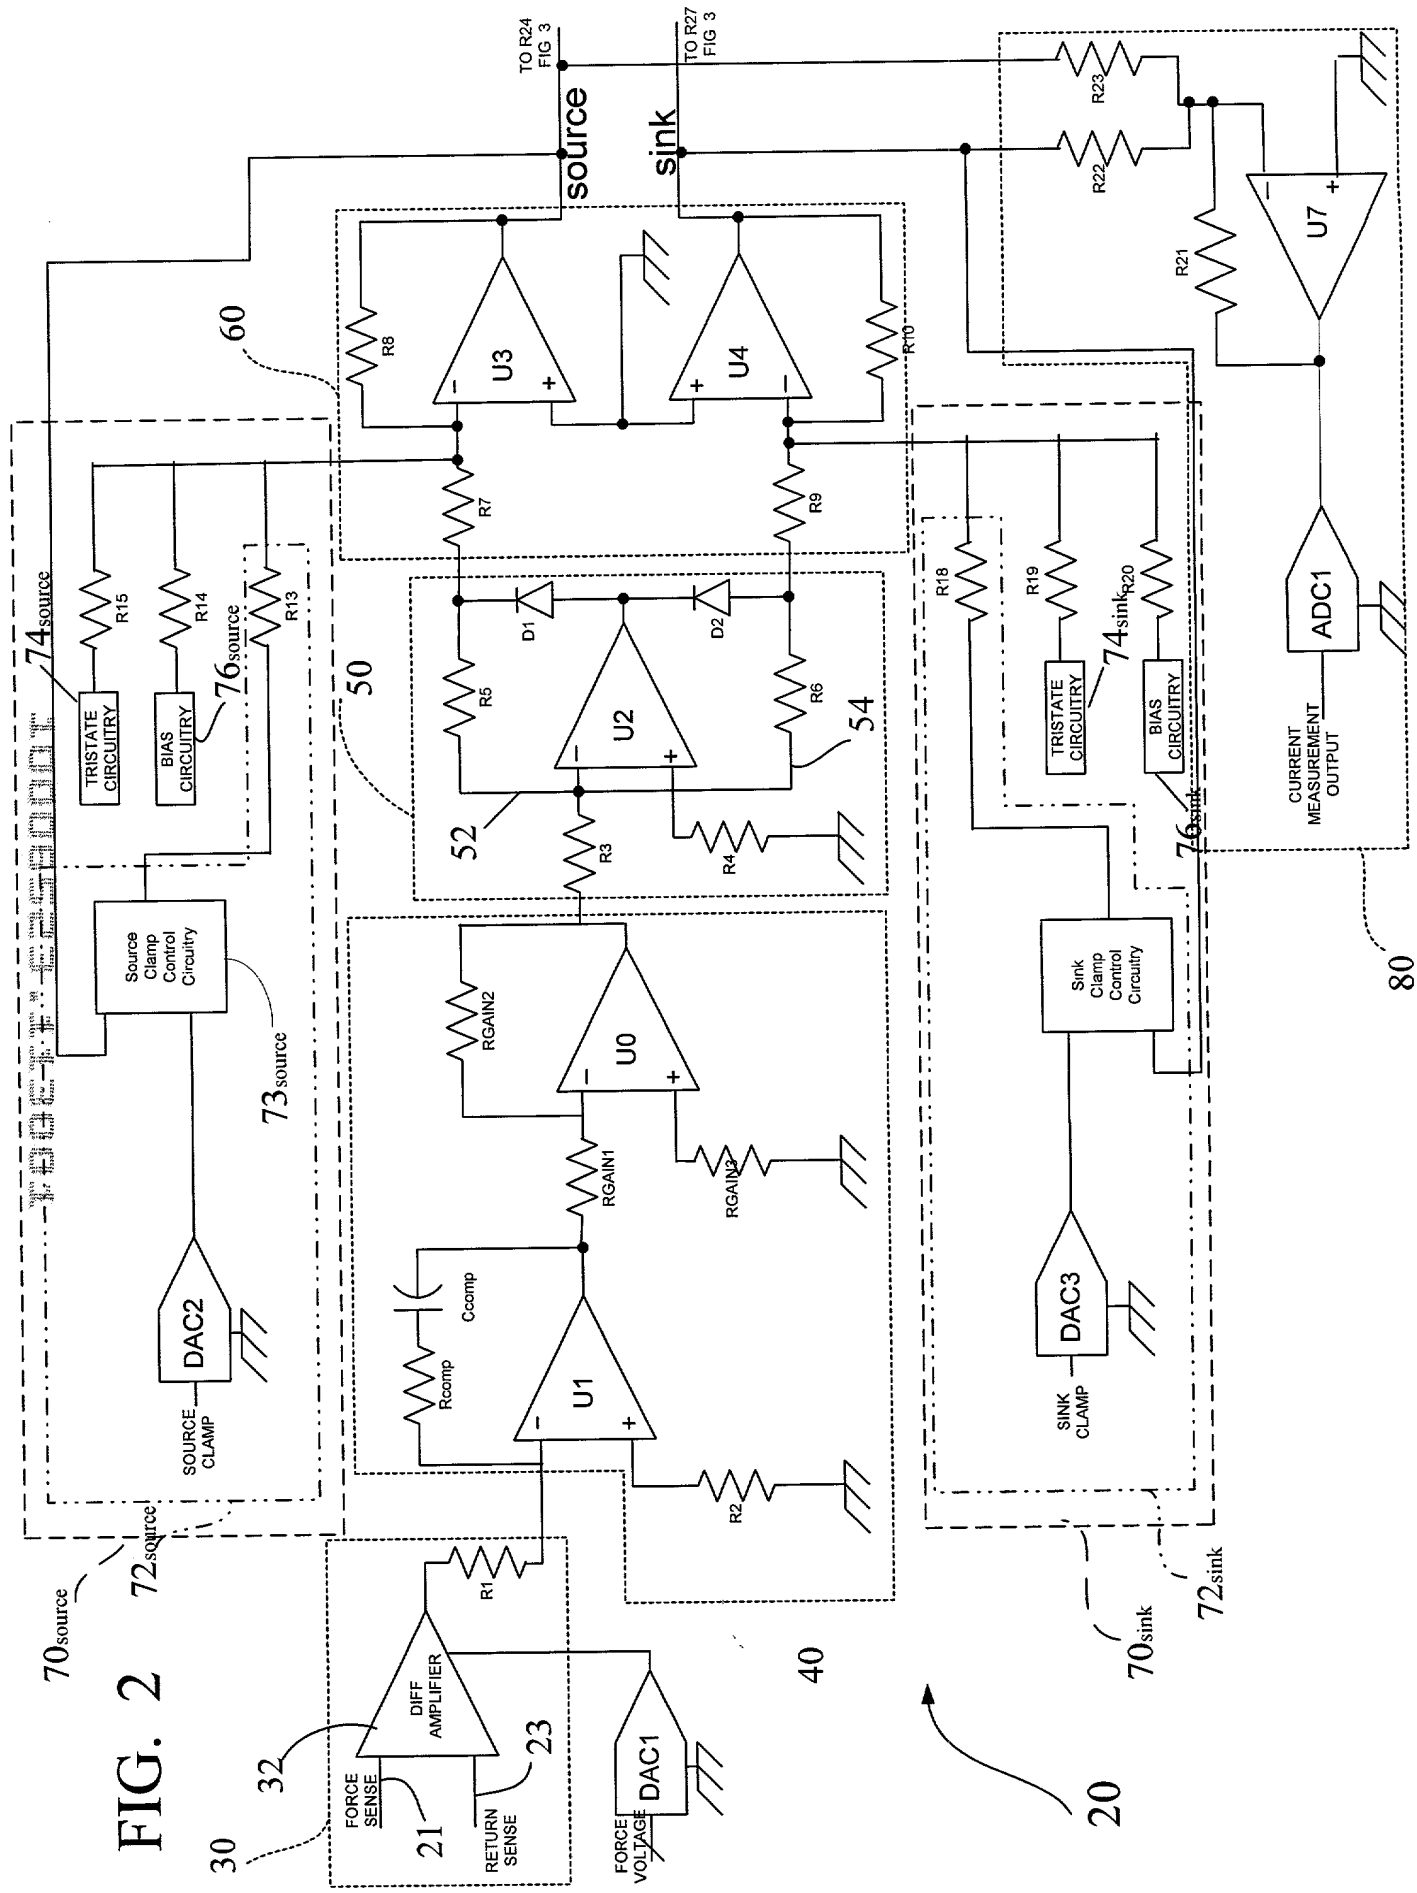 FIG. 2
70source
72source
SOURCE
CLAMP
DAC2
73source
Source
Clamp
Control
Circuitry
74source
TRISTATE
CIRCUITRY
R15
BIAS
CIRCUITRY
R14
76source
R13
30
32
FORCE
SENSE
21
RETURN
SENSE
23
DIFF
AMPLIFIER
R1
FORCE
VOLTAGE
DAC1
40
Rcomp
Ccomp
-
+
U1
R2
RGAIN1
RGAIN2
-
+
U0
RGAIN3
50
52
R3
R4
R5
-
+
U2
R6
54
D1
D2
60
R7
R8
-
+
U3
R9
+
-
U4
R10
source
TO R24
FIG 3
sink
TO R27
FIG 3
20
70sink
72sink
SINK
CLAMP
DAC3
Sink
Clamp
Control
Circuitry
R18
TRISTATE
CIRCUITRY
R19
74sink
BIAS
CIRCUITRY
R20
76sink
80
CURRENT
MEASUREMENT
OUTPUT
ADC1
R21
R22
R23
-
+
U7